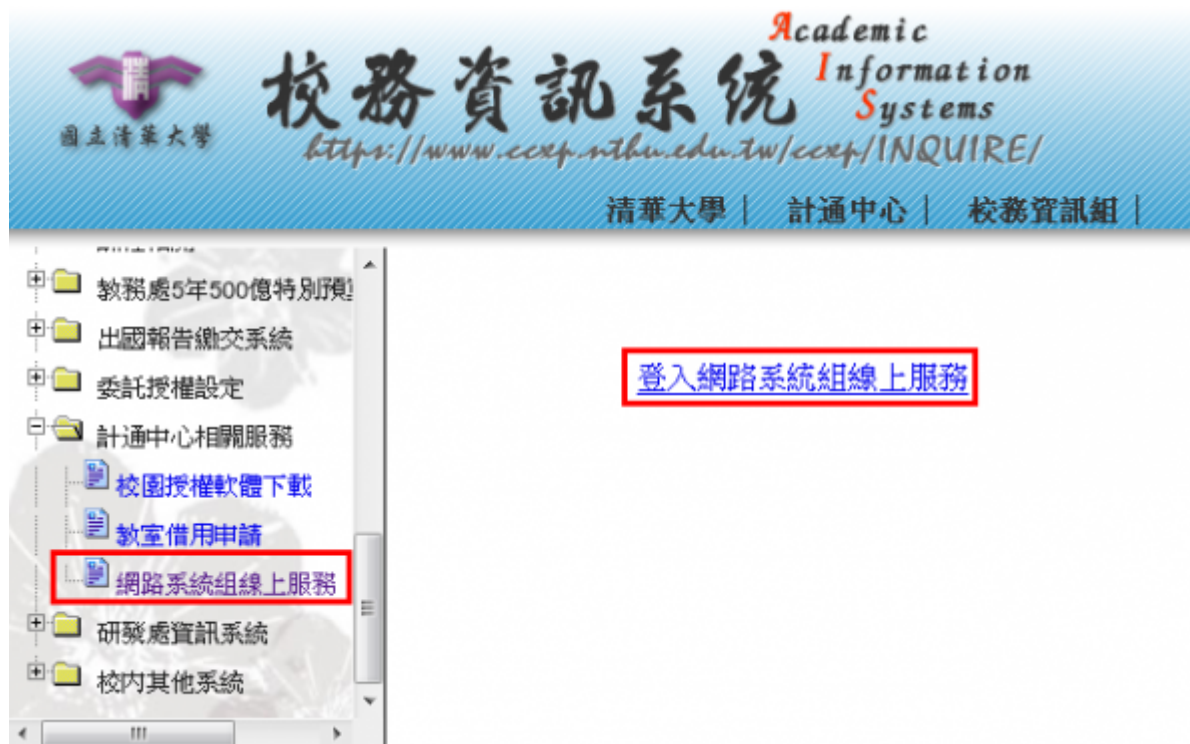 Academic
Information
Systems
校務資訊系統
國立清華大學
https://www.ccxp.nthu.edu.tw/ccxp/INQUIRE/
清華大學│ 計通中心│ 校務資訊組│
教務處5年500億特別預
出國報告繳交系統
委託授權設定
計通中心相關服務
校園授權軟體下載
教室借用申請
網路系統組線上服務
研發處資訊系統
校內其他系統
登入網路系統組線上服務